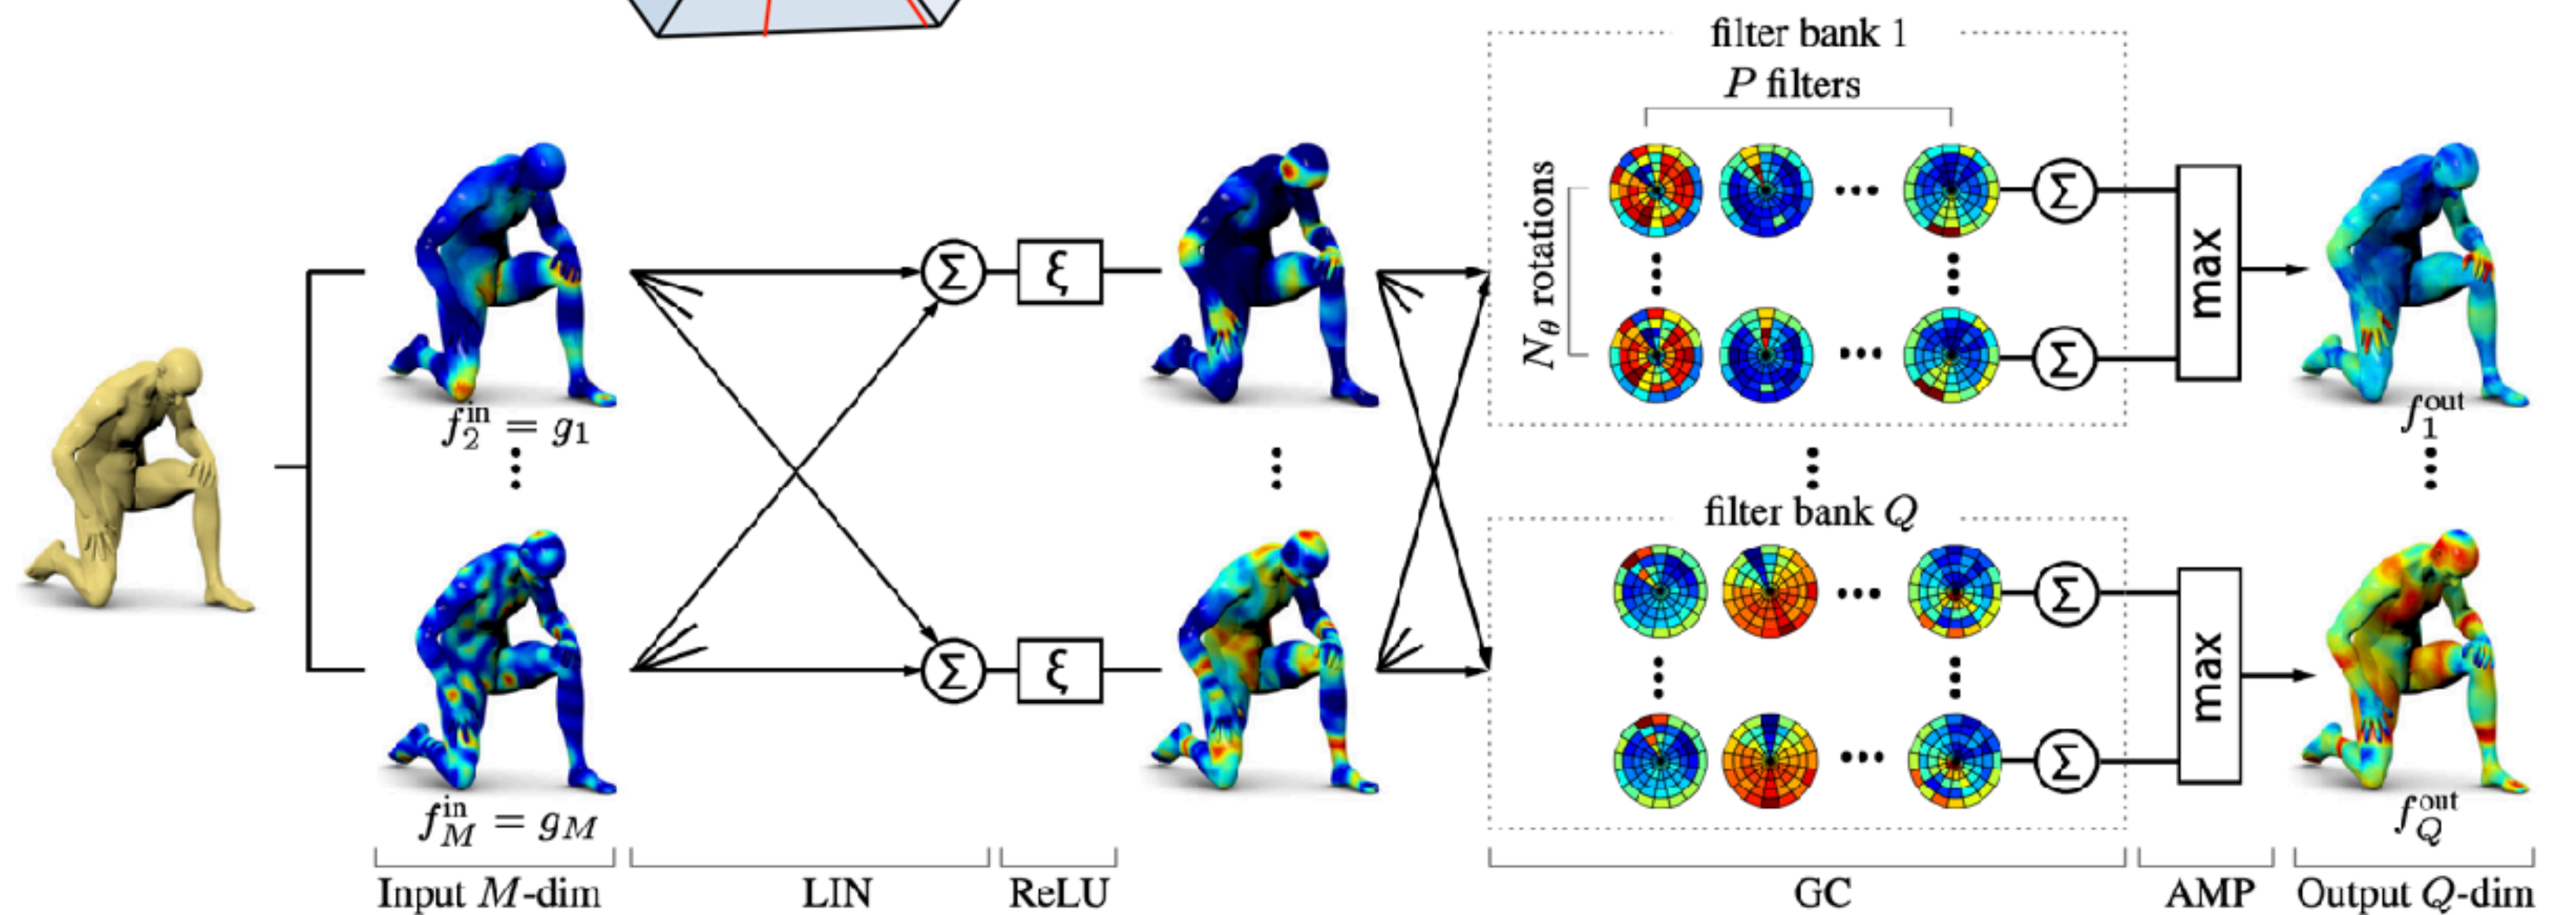 filter bank 1
P filters
N_θ rotations
Σ
ξ
Σ
Σ
max
f_2^in = g_1
f_1^out
filter bank Q
Σ
ξ
Σ
Σ
max
f_M^in = g_M
f_Q^out
Input M-dim
LIN
ReLU
GC
AMP
Output Q-dim